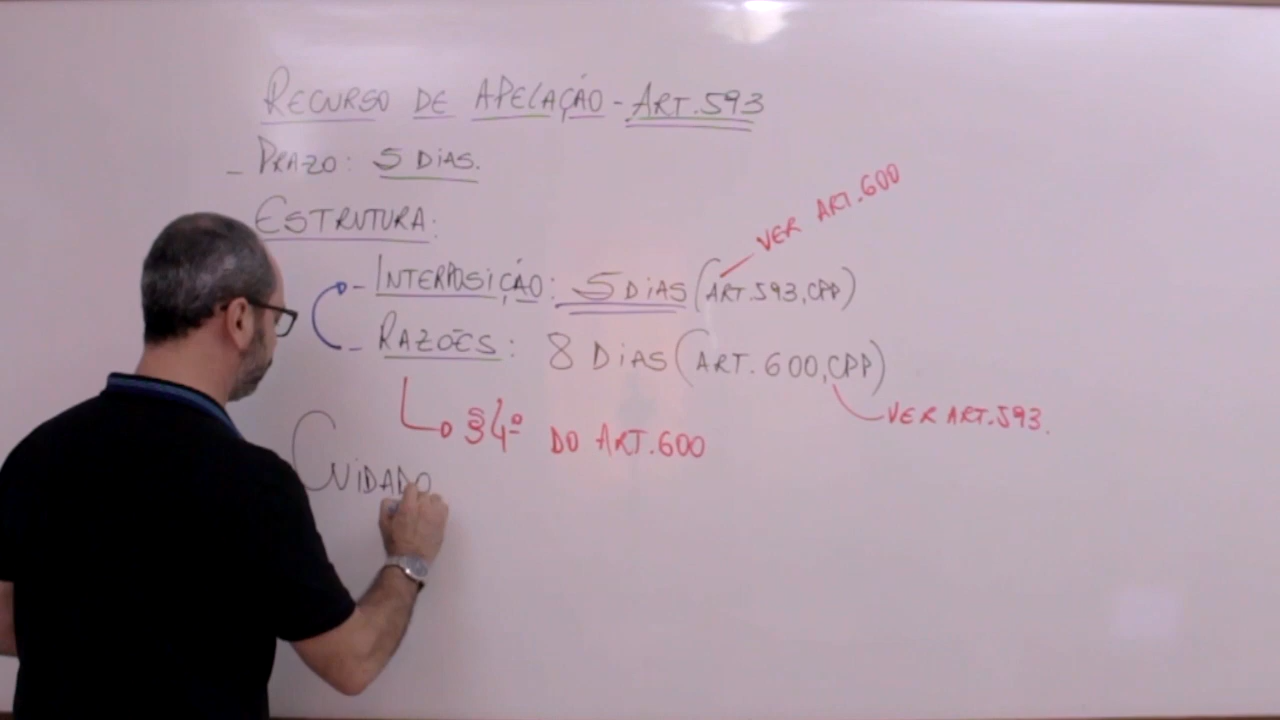 RECURSO DE APELAÇÃO - ART. 593
- PRAZO: 5 DIAS.
ESTRUTURA:
VER ART. 600
- INTERPOSIÇÃO: 5 DIAS (ART. 593, CPP)
- RAZÕES: 8 DIAS (ART. 600, CPP)
VER ART. 593.
§4º DO ART. 600
CUIDADO